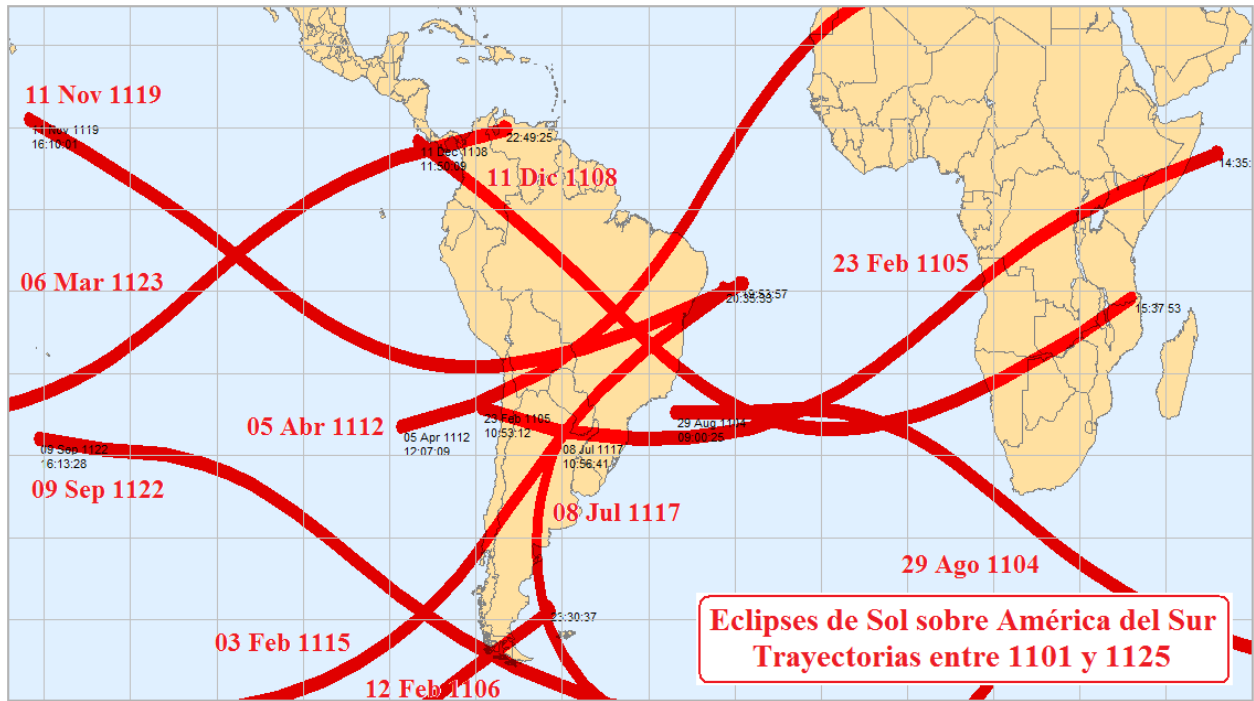 11 Nov 1119
11 Nov 1119
16:10:01
11 Dec 1108
11:50:09
22:49:25
11 Dic 1108
14:35:
06 Mar 1123
23 Feb 1105
19:53:57
20:35:53
15:37:53
05 Abr 1112
05 Apr 1112
12:07:09
23 Feb 1105
10:53:12
29 Aug 1104
09:00:25
09 Sep 1122
16:13:28
08 Jul 1117
10:56:41
09 Sep 1122
08 Jul 1117
29 Ago 1104
23:30:37
03 Feb 1115
12 Feb 1106
Eclipses de Sol sobre América del Sur
Trayectorias entre 1101 y 1125